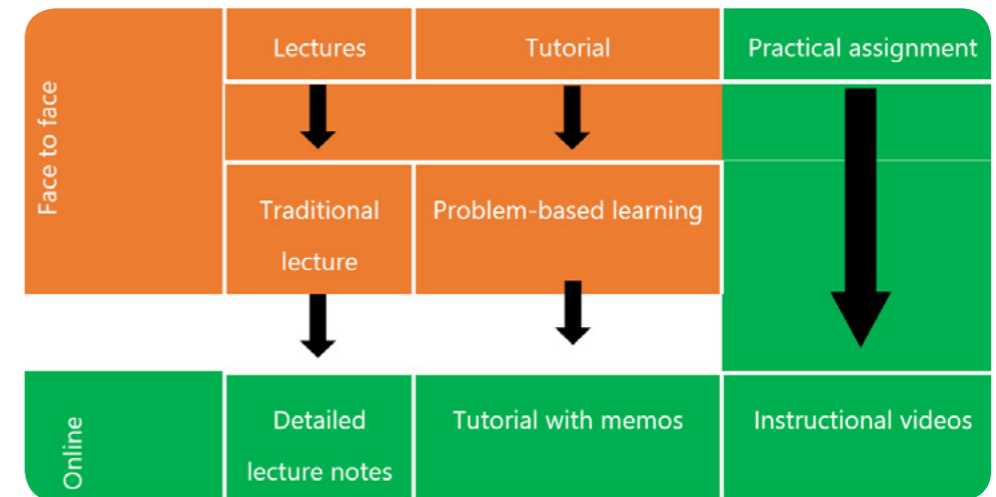 Lectures
Tutorial
Practical assignment
Face to face
Traditional
lecture
Problem-based learning
Online
Detailed
lecture notes
Tutorial with memos
Instructional videos